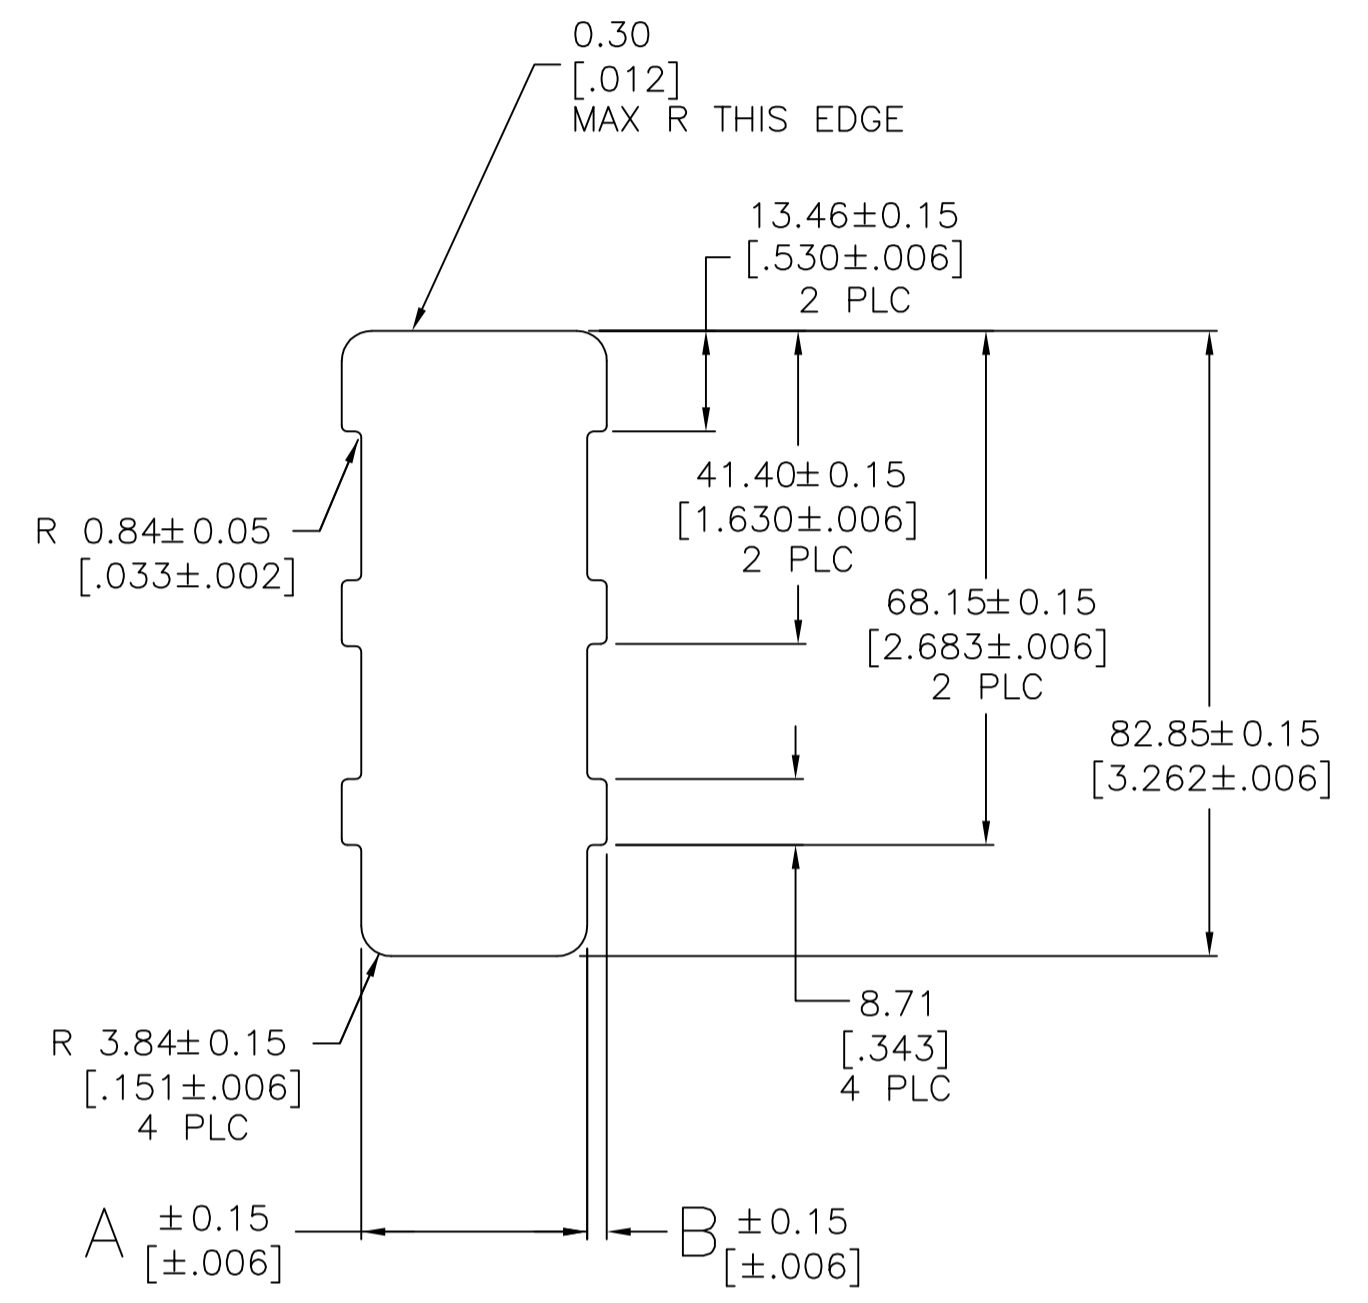 0.30
[.012]
MAX R THIS EDGE
13.46±0.15
[.530±.006]
2 PLC
41.40±0.15
[1.630±.006]
2 PLC
R 0.84±0.05
[.033±.002]
68.15±0.15
[2.683±.006]
2 PLC
82.85±0.15
[3.262±.006]
8.71
[.343]
4 PLC
R 3.84±0.15
[.151±.006]
4 PLC
A ±0.15
[±.006]
B ±0.15
[±.006]